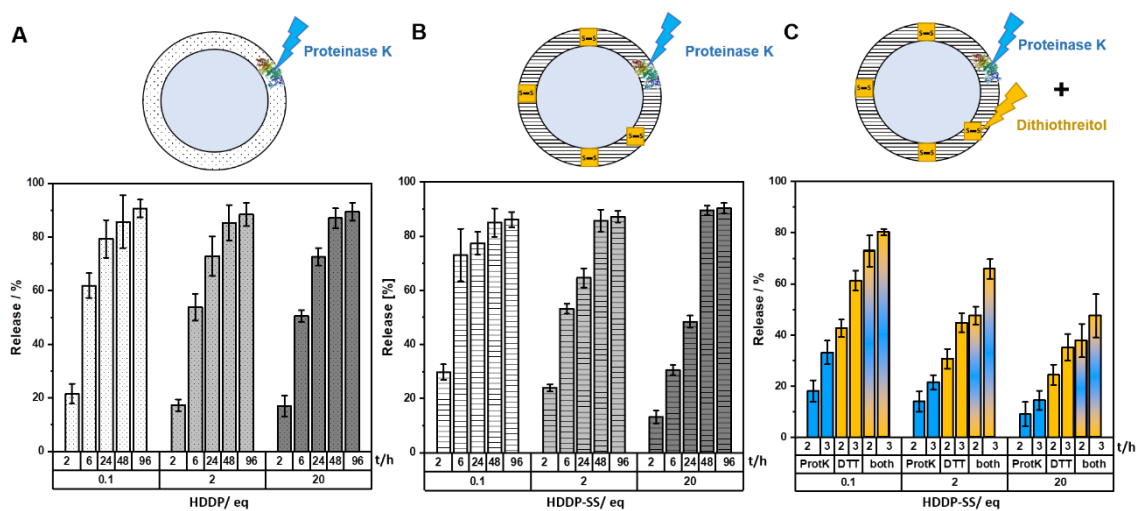 A
Proteinase K
Release / %
100
80
60
40
20
0
2 6 24 48 96 2 6 24 48 96 2 6 24 48 96
0.1 2 20
HDDP/ eq
B
S S
Proteinase K
S S
S S
S S
Release [%]
100
80
60
40
20
0
2 6 24 48 96 2 6 24 48 96 2 6 24 48 96 t/h
0.1 2 20
HDDP-SS/ eq
C
S S
Proteinase K
+
S S
Dithiothreitol
S S
S S
Release / %
100
80
60
40
20
0
2 3 2 3 2 3 2 3 2 3 2 3 2 3 2 3 2 3 t/h
ProtK DTT both ProtK DTT both ProtK DTT both
0.1 2 20
HDDP-SS/ eq